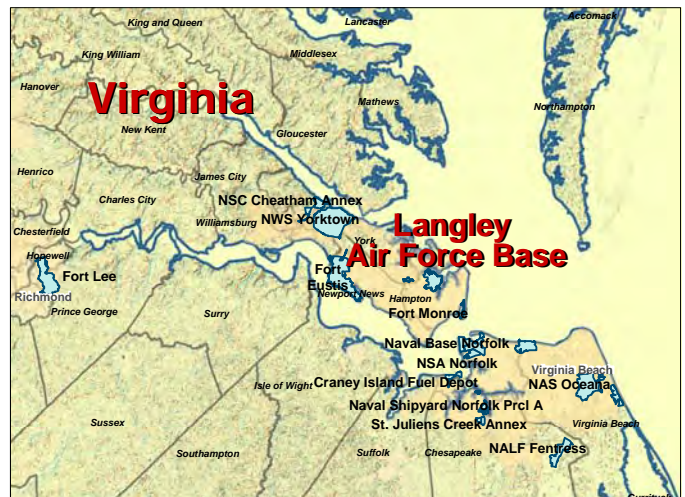 King and Queen
Lancaster
Accomack
King William
Middlesex
Hanover
Virginia
Mathews
Northampton
New Kent
Gloucester
Henrico
James City
Charles City
NSC Cheatham Annex
Williamsburg
NWS Yorktown
Chesterfield
York
Langley
Air Force Base
Hopewell
Fort Lee
Fort
Eustis
Richmond
Newport News
Hampton
Prince George
Surry
Fort Monroe
Naval Base Norfolk
NSA Norfolk
Virginia Beach
Isle of Wight
Craney Island Fuel Depot
NAS Oceana
Naval Shipyard Norfolk Prcl A
Sussex
St. Juliens Creek Annex
Virginia Beach
Southampton
Suffolk
Chesapeake
NALF Fentress